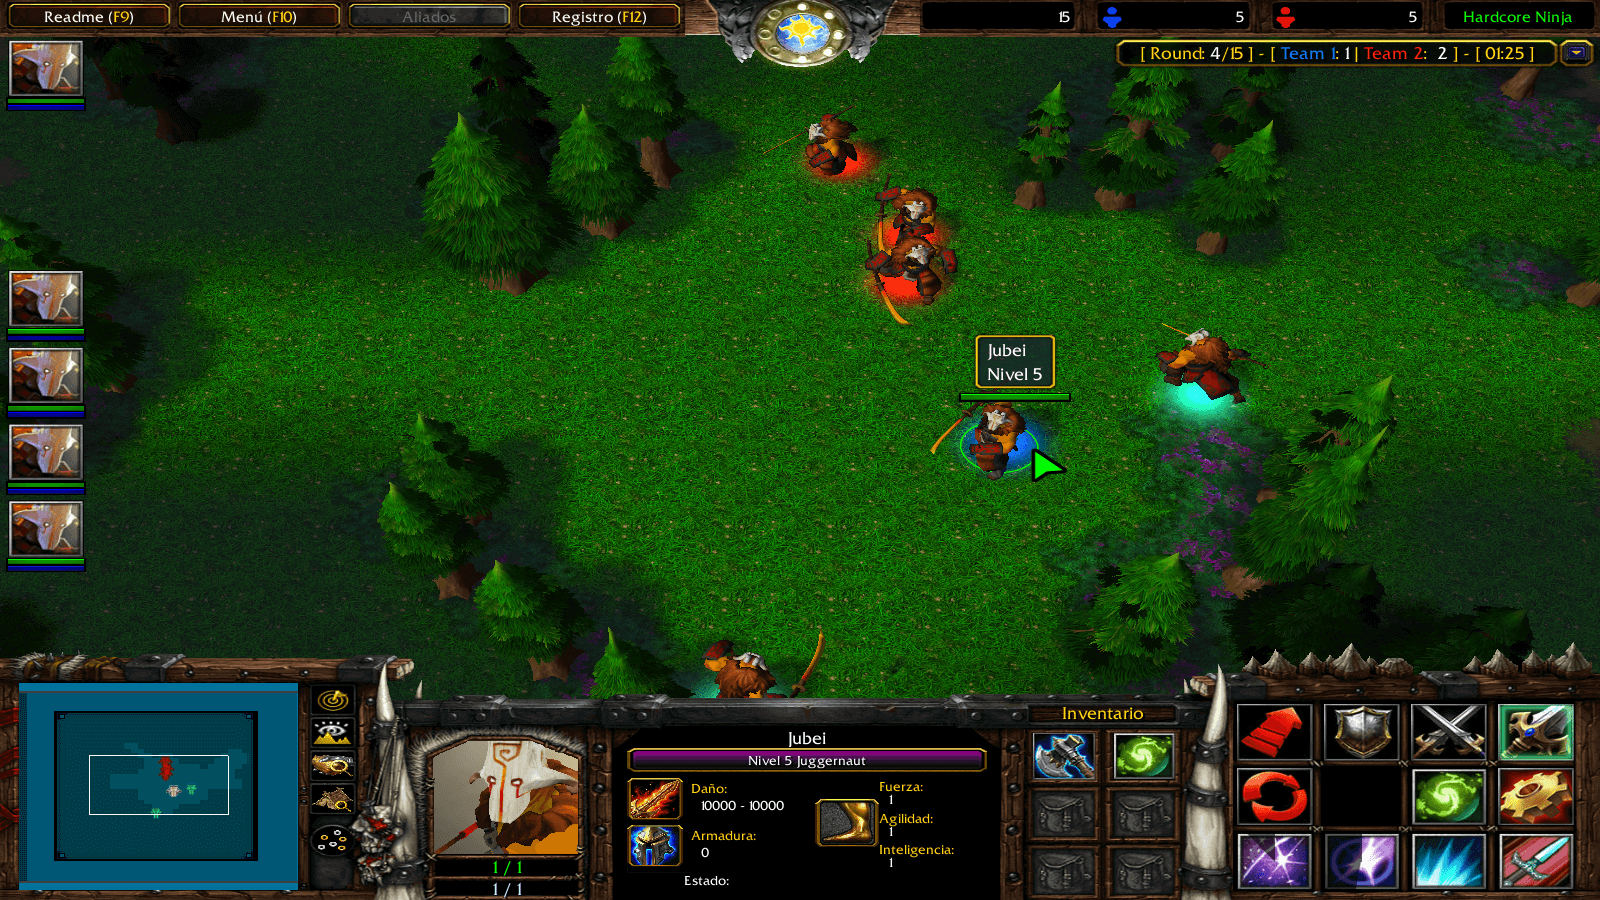 Readme (F9)
Menú (F10)
Aliados
Registro (F12)
15
5
5
Hardcore Ninja
[ Round: 4/15 ] - [ Team 1: 1 | Team 2: 2 ] - [ 01:25 ]
Jubei
Nivel 5
Jubei
Nivel 5 Juggernaut
Daño:
10000 - 10000
Armadura:
0
Estado:
Fuerza:
1
Agilidad:
1
Inteligencia:
1
Inventario
1 / 1
1 / 1